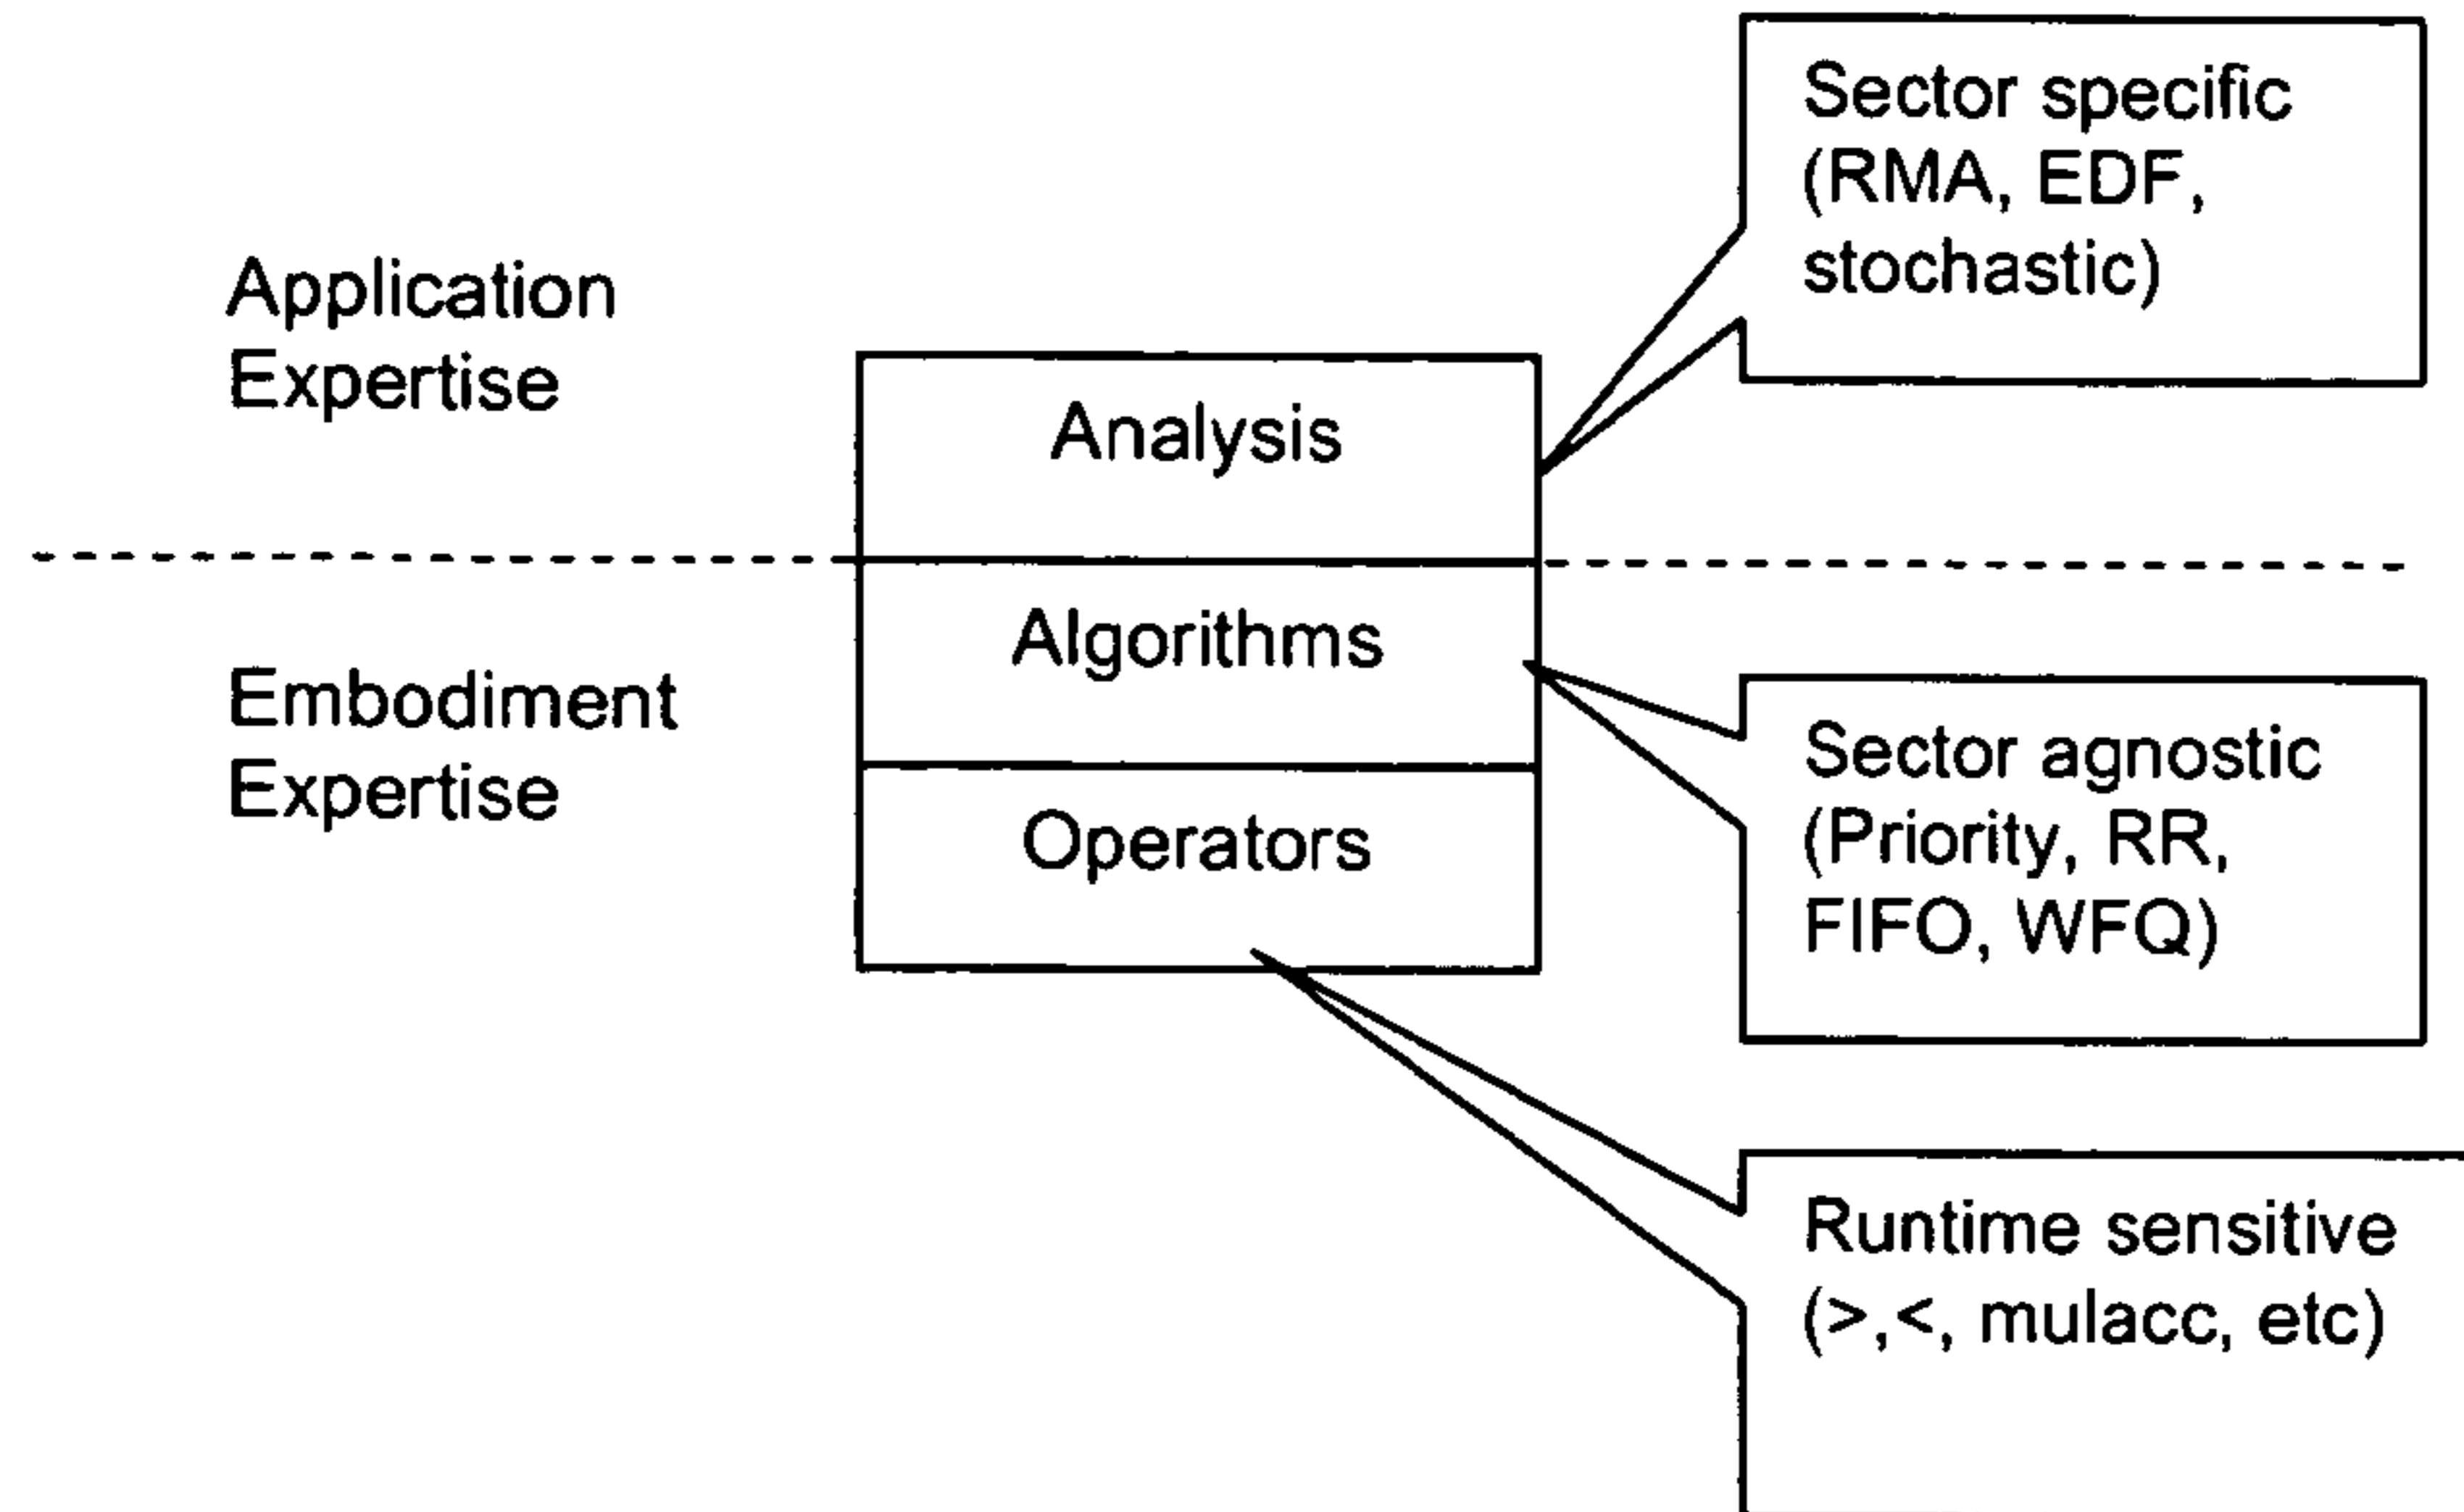 Sector specific
(RMA, EDF,
stochastic)
Application
Expertise
Analysis
Algorithms
Embodiment
Expertise
Sector agnostic
(Priority, RR,
FIFO, WFQ)
Operators
Runtime sensitive
(>,<, mulacc, etc)